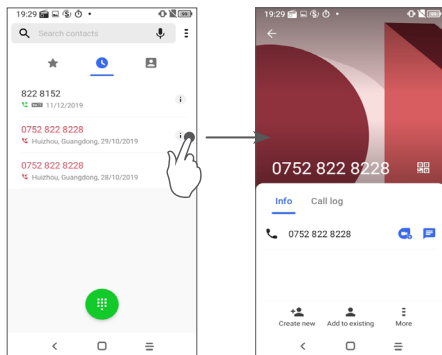 19:29
Search contacts
822 8152
11/12/2019
0752 822 8228
Huizhou, Guangdong, 29/10/2019
0752 822 8228
Huizhou, Guangdong, 28/10/2019
19:29
0752 822 8228
Info Call log
0752 822 8228
Create new Add to existing More